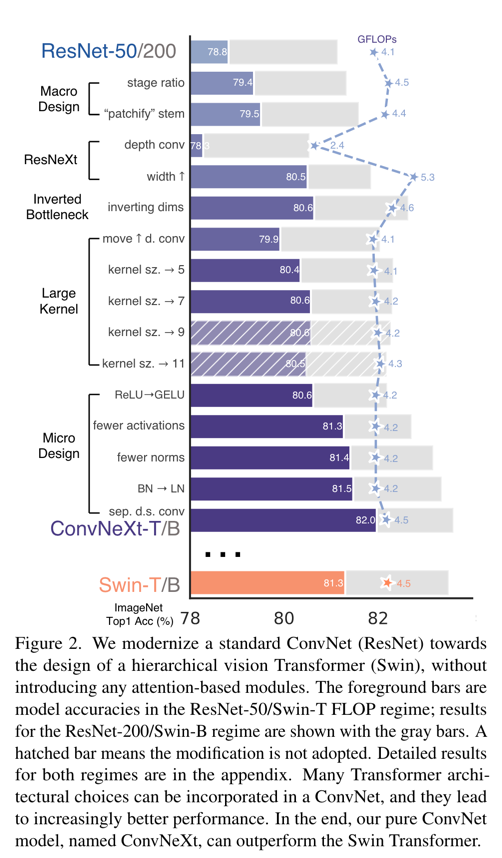 GFLOPs
ResNet-50/200 78.8 4.1
Macro Design
stage ratio 79.4 4.5
"patchify" stem 79.5 4.4
ResNeXt
depth conv 78.3 2.4
width ↑ 80.5 5.3
Inverted Bottleneck
inverting dims 80.6 4.6
Large Kernel
move ↑ d. conv 79.9 4.1
kernel sz. → 5 80.4 4.1
kernel sz. → 7 80.6 4.2
kernel sz. → 9 80.6 4.2
kernel sz. → 11 80.5 4.3
Micro Design
ReLU→GELU 80.6 4.2
fewer activations 81.3 4.2
fewer norms 81.4 4.2
BN → LN 81.5 4.2
sep. d.s. conv 82.0 4.5
ConvNeXt-T/B
...
Swin-T/B 81.3 4.5
ImageNet Top1 Acc (%) 78 80 82
Figure 2. We modernize a standard ConvNet (ResNet) towards
the design of a hierarchical vision Transformer (Swin), without
introducing any attention-based modules. The foreground bars are
model accuracies in the ResNet-50/Swin-T FLOP regime; results
for the ResNet-200/Swin-B regime are shown with the gray bars. A
hatched bar means the modification is not adopted. Detailed results
for both regimes are in the appendix. Many Transformer archi-
tectural choices can be incorporated in a ConvNet, and they lead
to increasingly better performance. In the end, our pure ConvNet
model, named ConvNeXt, can outperform the Swin Transformer.